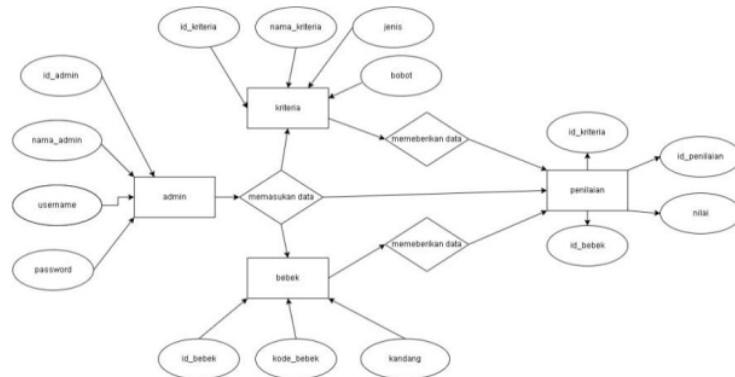 id_kriteria
nama_kriteria
jenis
bobot
id_admin
kriteria
memeberikan data
id_kriteria
id_penilaian
nama_admin
username
admin
memasukan data
penilaian
nilai
password
memeberikan data
id_bebek
bebek
id_bebek
kode_bebek
kandang